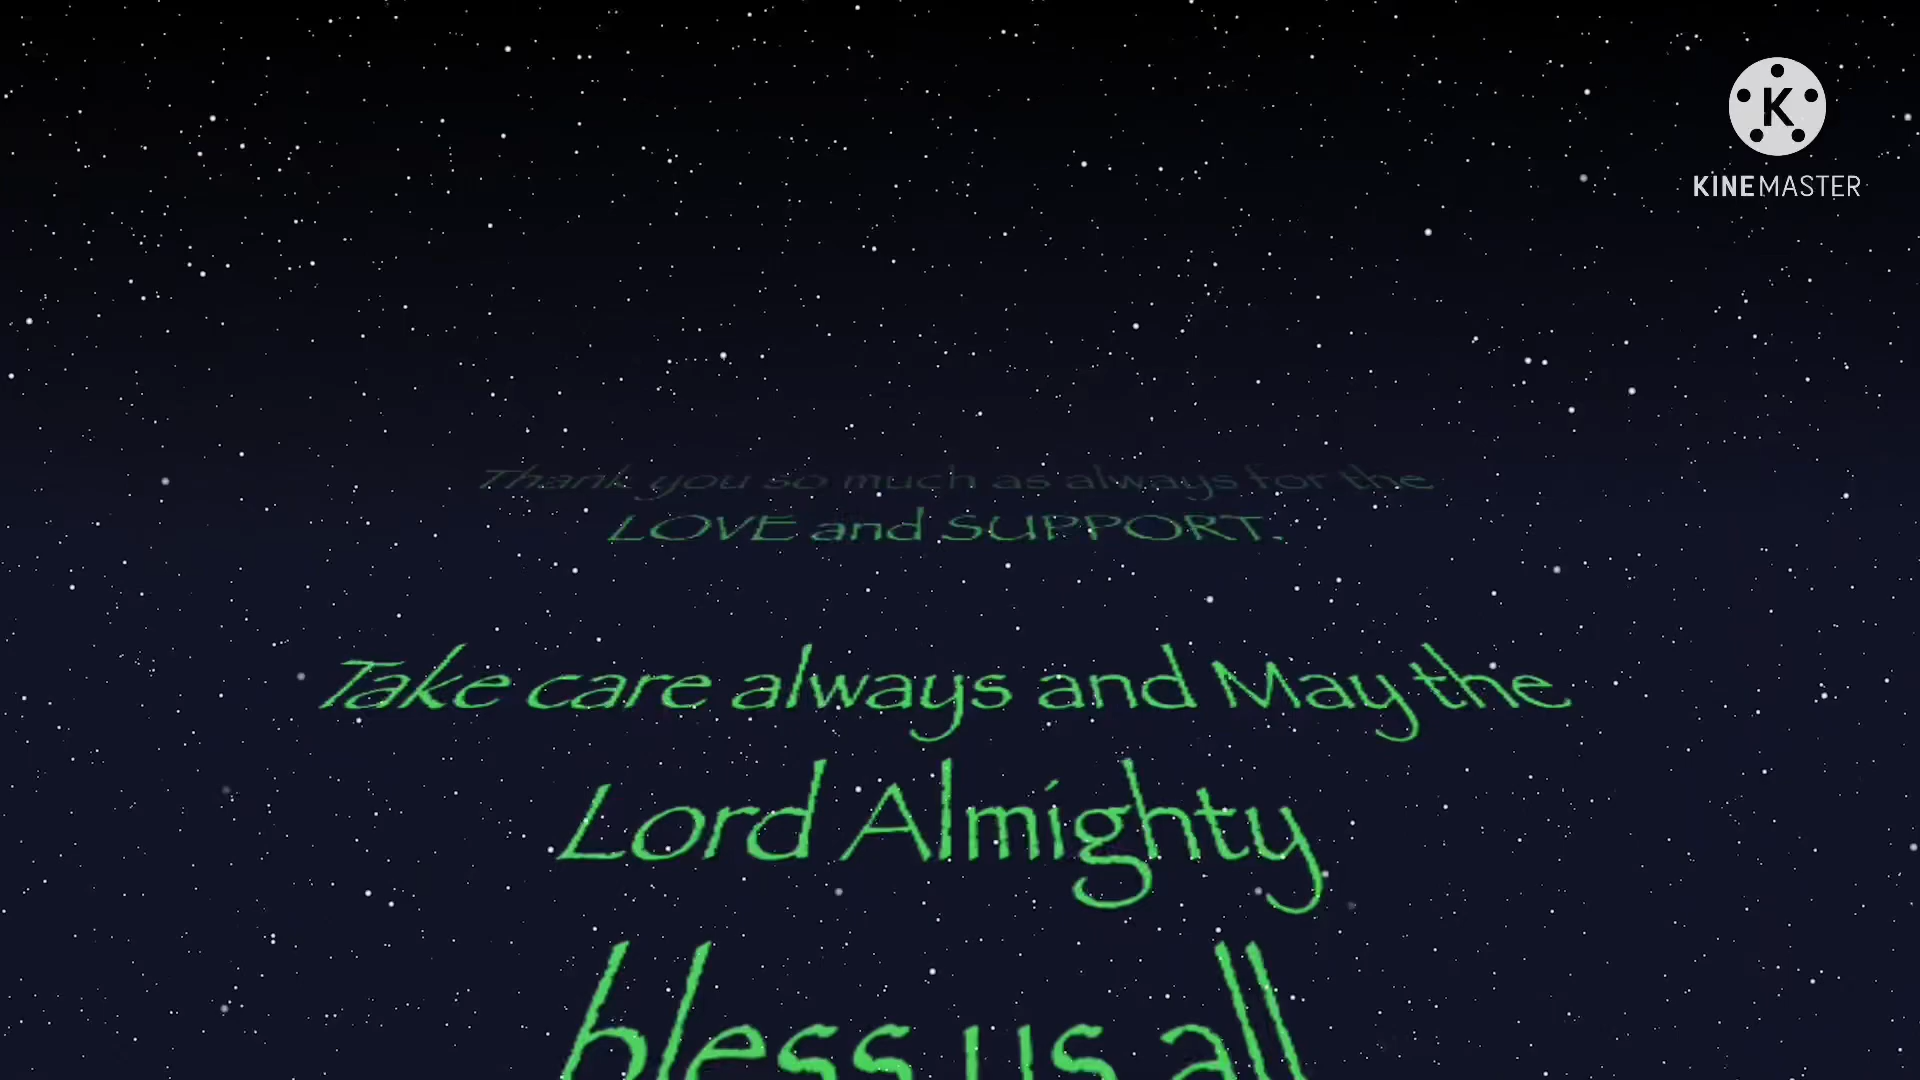 KINEMASTER
Thank you so much as always for the
LOVE and SUPPORT.
Take care always and May the
Lord Almighty
bless us all